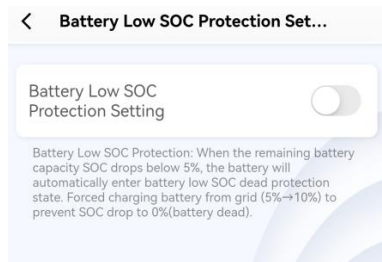 Battery Low SOC Protection Set...
Battery Low SOC
Protection Setting
Battery Low SOC Protection: When the remaining battery
capacity SOC drops below 5%, the battery will
automatically enter battery low SOC dead protection
state. Forced charging battery from grid (5%→10%) to
prevent SOC drop to 0%(battery dead).